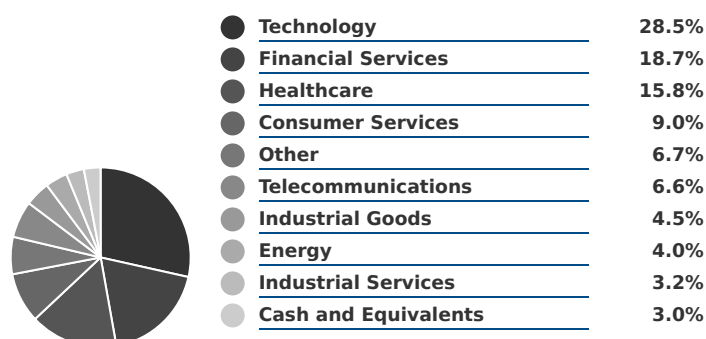 Technology 28.5%
Financial Services 18.7%
Healthcare 15.8%
Consumer Services 9.0%
Other 6.7%
Telecommunications 6.6%
Industrial Goods 4.5%
Energy 4.0%
Industrial Services 3.2%
Cash and Equivalents 3.0%